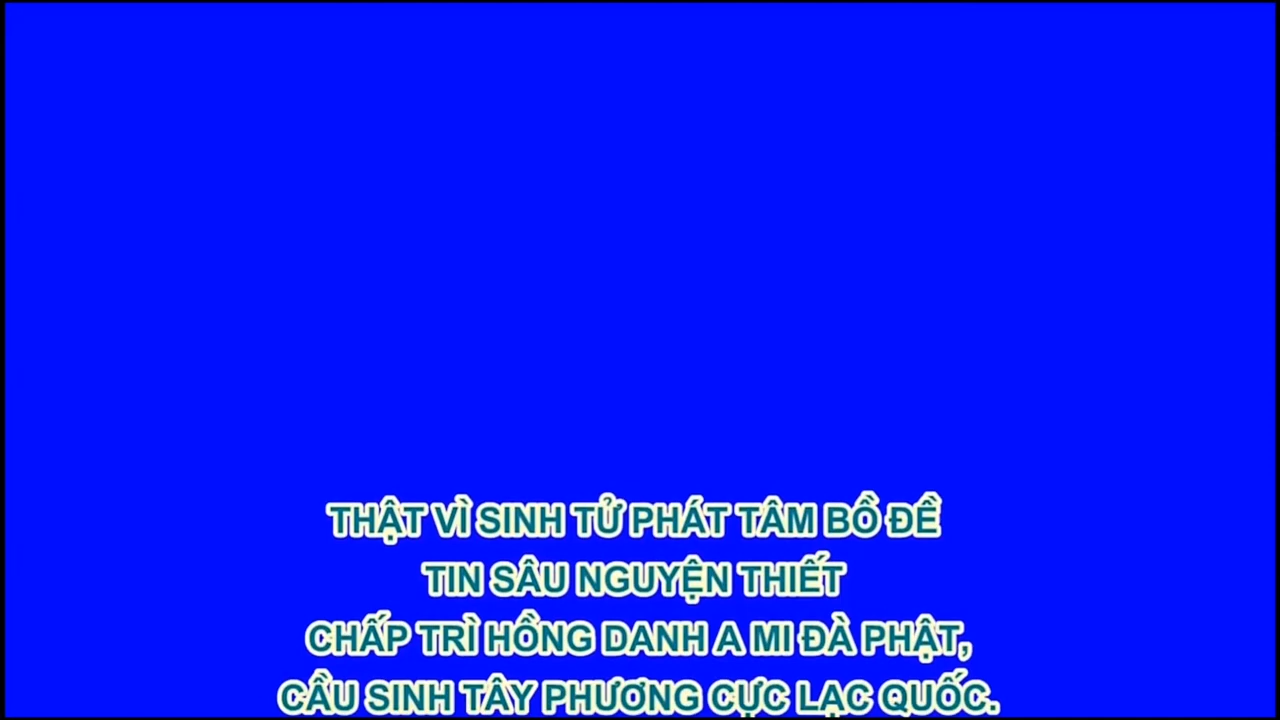 THẬT VÌ SINH TỬ PHÁT TÂM BỒ ĐỀ
TIN SÂU NGUYỆN THIẾT
CHẤP TRÌ HỒNG DANH A MI ĐÀ PHẬT,
CẦU SINH TÂY PHƯƠNG CỰC LẠC QUỐC.